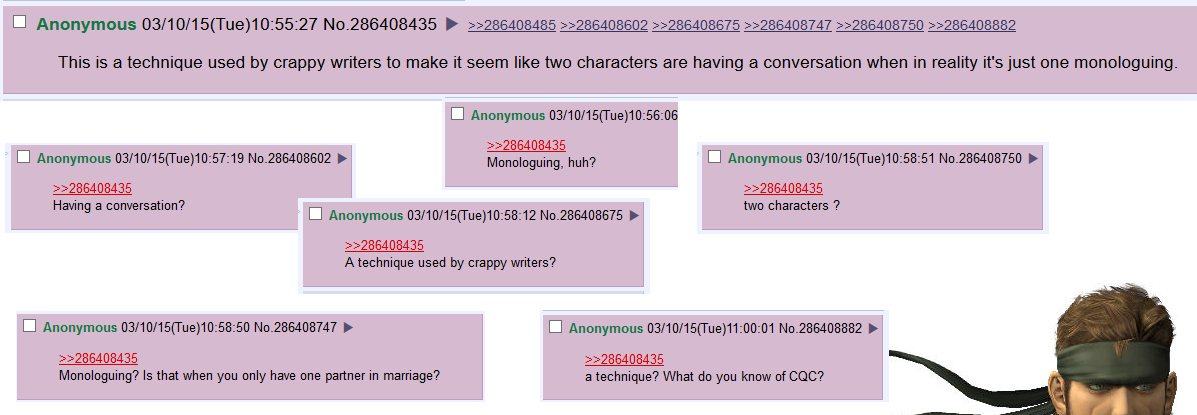 Anonymous 03/10/15(Tue)10:55:27 No.286408435 ▶ >>286408485 >>286408602 >>286408675 >>286408747 >>286408750 >>286408882
This is a technique used by crappy writers to make it seem like two characters are having a conversation when in reality it's just one monologuing.
Anonymous 03/10/15(Tue)10:56:06
>>286408435
Monologuing, huh?
Anonymous 03/10/15(Tue)10:57:19 No.286408602 ▶
>>286408435
Having a conversation?
Anonymous 03/10/15(Tue)10:58:51 No.286408750 ▶
>>286408435
two characters ?
Anonymous 03/10/15(Tue)10:58:12 No.286408675 ▶
>>286408435
A technique used by crappy writers?
Anonymous 03/10/15(Tue)10:58:50 No.286408747 ▶
>>286408435
Monologuing? Is that when you only have one partner in marriage?
Anonymous 03/10/15(Tue)11:00:01 No.286408882 ▶
>>286408435
a technique? What do you know of CQC?